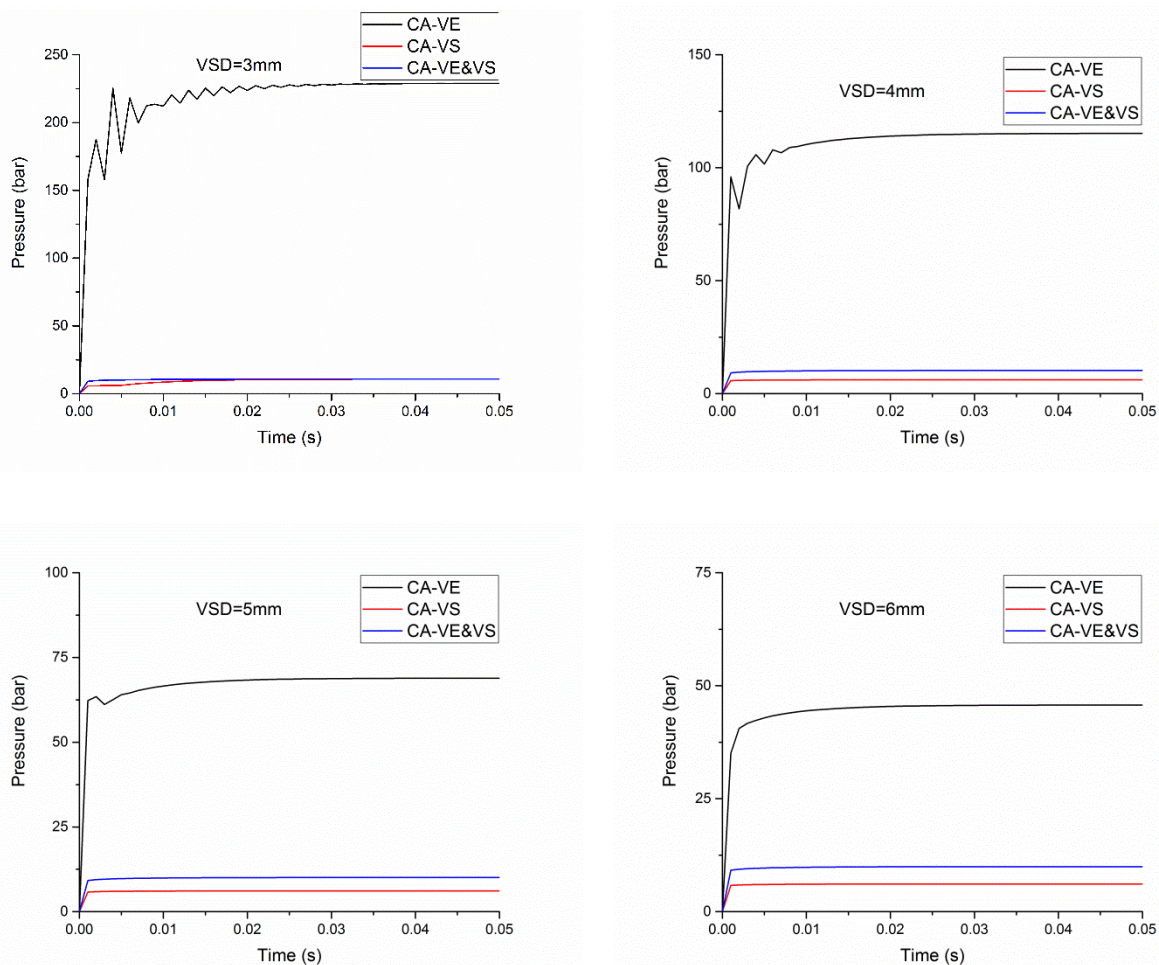 CA-VE
CA-VS
CA-VE&VS
VSD=3mm
250
200
150
100
50
0
Pressure (bar)
0.00 0.01 0.02 0.03 0.04 0.05
Time (s)
CA-VE
CA-VS
CA-VE&VS
VSD=4mm
150
100
50
0
Pressure (bar)
0.00 0.01 0.02 0.03 0.04 0.05
Time (s)
CA-VE
CA-VS
CA-VE&VS
VSD=5mm
100
75
50
25
0
Pressure (bar)
0.00 0.01 0.02 0.03 0.04 0.05
Time (s)
CA-VE
CA-VS
CA-VE&VS
VSD=6mm
75
50
25
0
Pressure (bar)
0.00 0.01 0.02 0.03 0.04 0.05
Time (s)